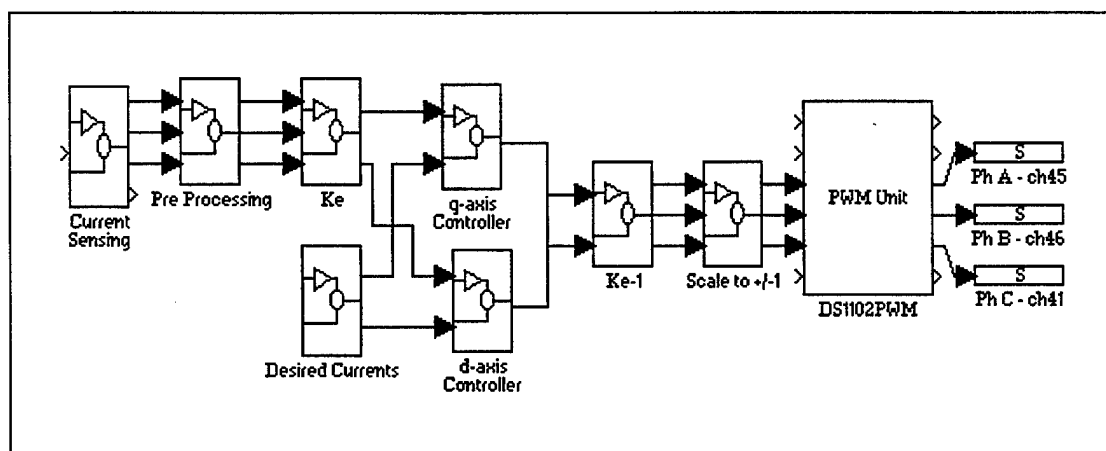 Current
Sensing
Pre Processing
Ke
q-axis
Controller
Desired Currents
d-axis
Controller
Ke-1
Scale to +/-1
PWM Unit
DS1102PWM
S
Ph A - ch45
S
Ph B - ch46
S
Ph C - ch41